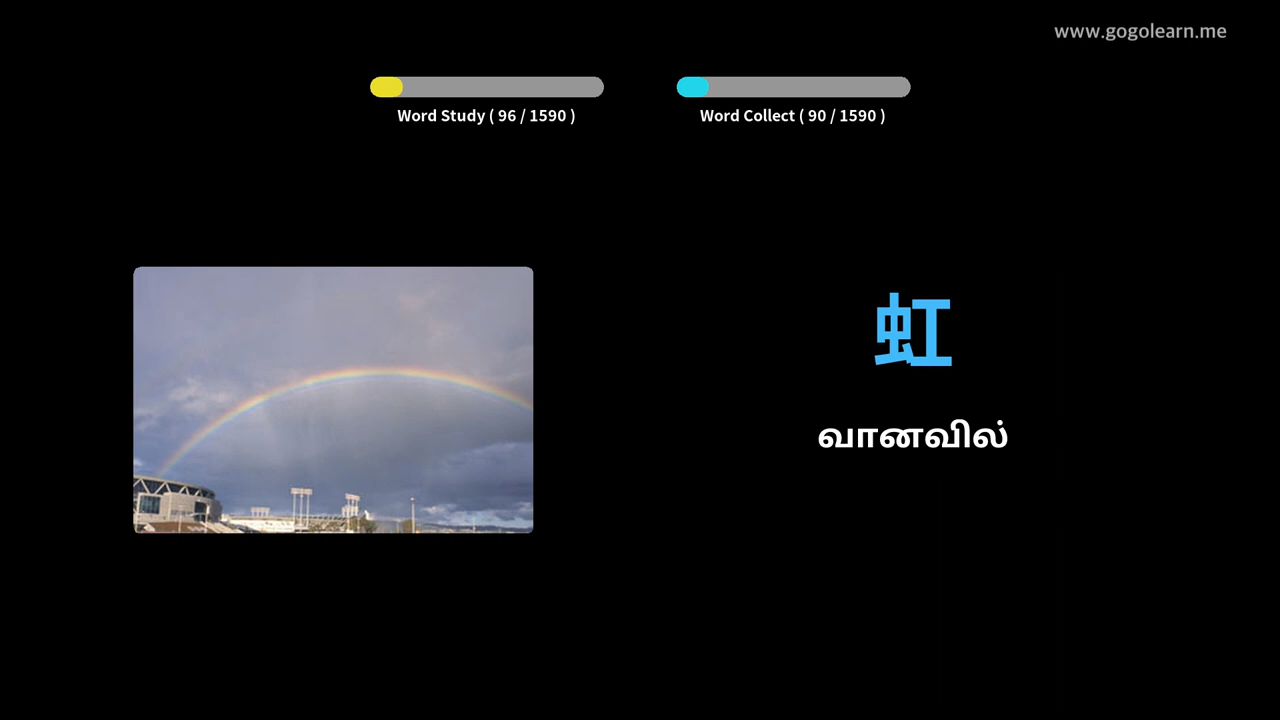 www.gogolearn.me
Word Study ( 96 / 1590 )
Word Collect ( 90 / 1590 )
虹
வானவில்